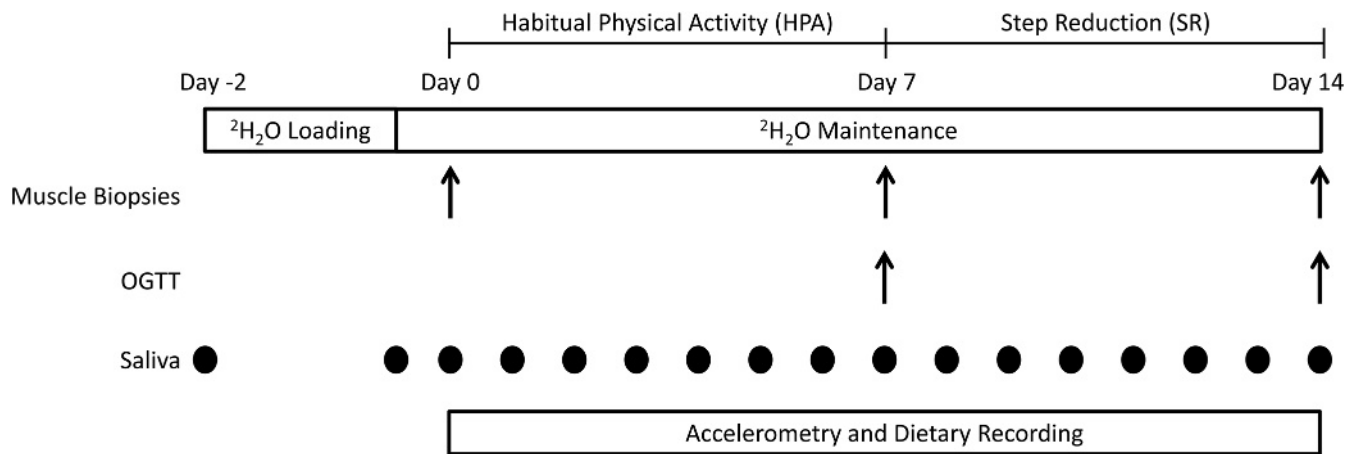 Habitual Physical Activity (HPA) Step Reduction (SR)
Day -2 Day 0 Day 7 Day 14
²H₂O Loading ²H₂O Maintenance
Muscle Biopsies
OGTT
Saliva
Accelerometry and Dietary Recording